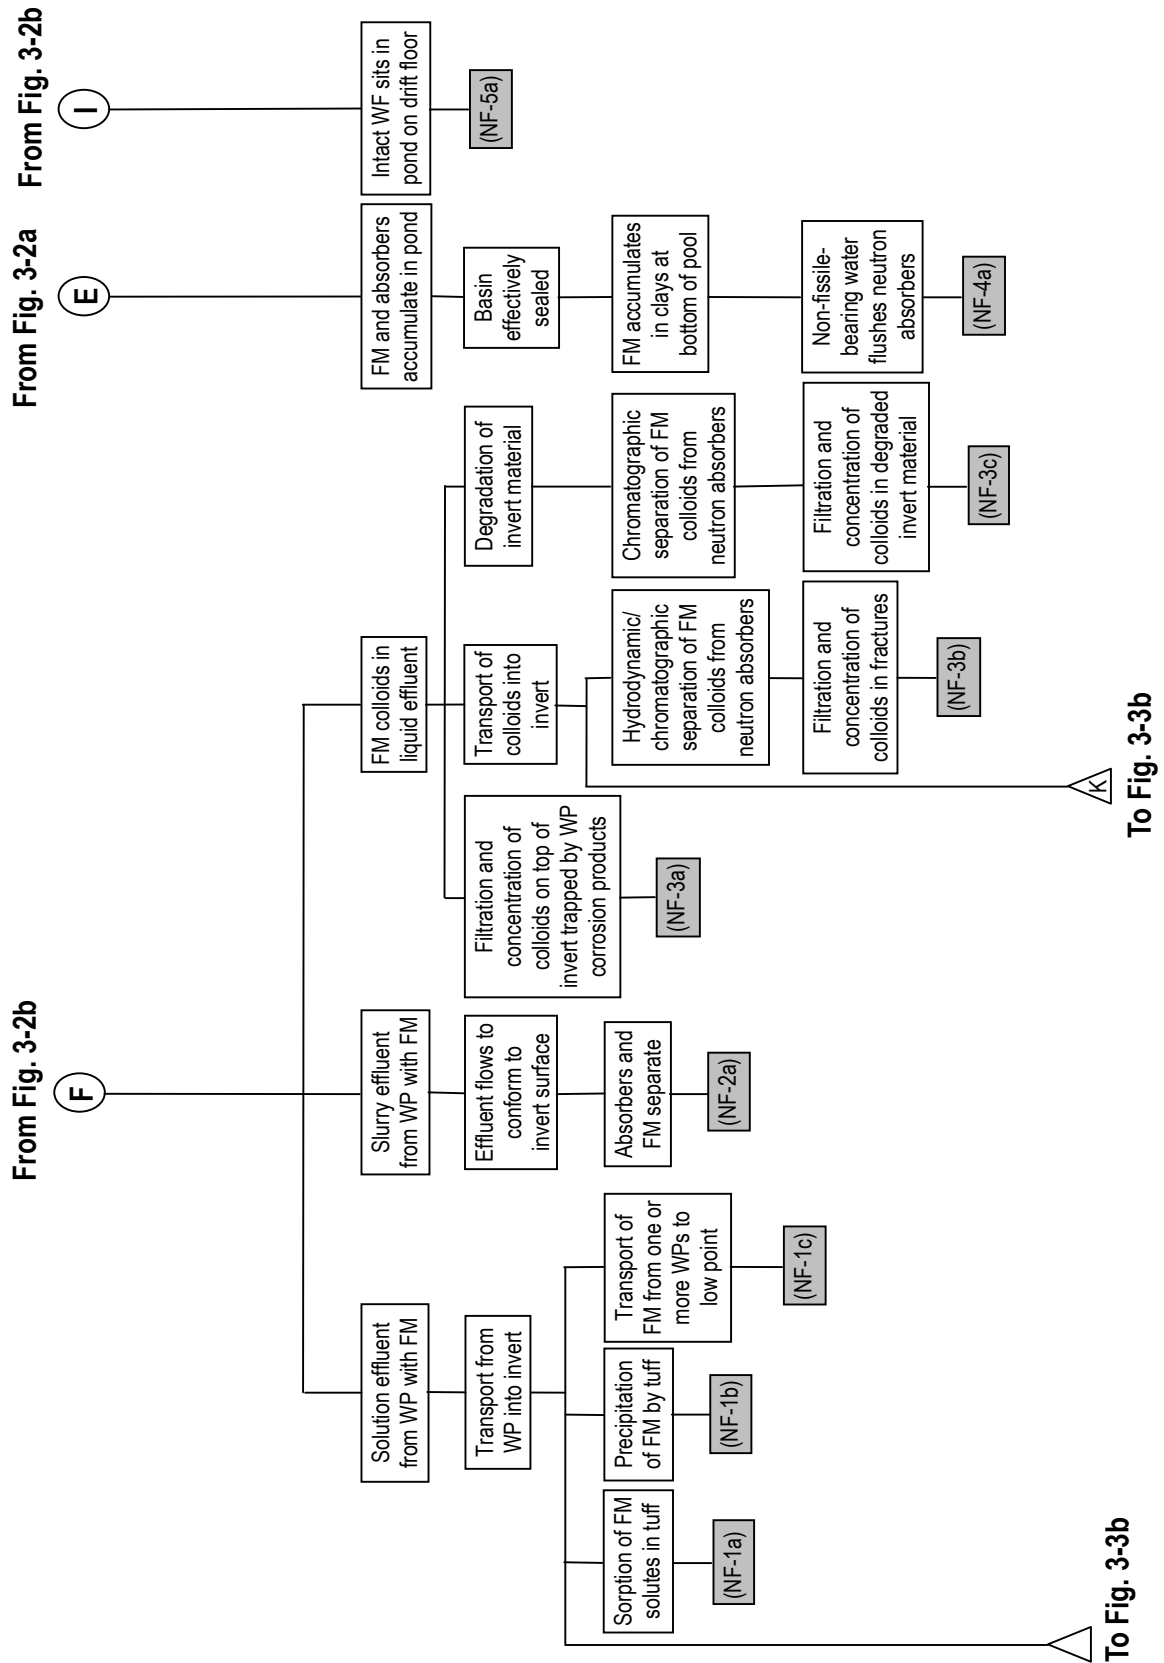 From Fig. 3-2b
F
From Fig. 3-2a
E
From Fig. 3-2b
I
Solution effluent
from WP with FM
Transport from
WP into invert
Sorption of FM
solutes in tuff
(NF-1a)
Precipitation
of FM by tuff
(NF-1b)
Transport of
FM from one or
more WPs to
low point
(NF-1c)
To Fig. 3-3b
Slurry effluent
from WP with FM
Effluent flows to
conform to
invert surface
Absorbers and
FM separate
(NF-2a)
FM colloids in
liquid effluent
Filtration and
concentration of
colloids on top of
invert trapped by WP
corrosion products
(NF-3a)
Transport of
colloids into
invert
Hydrodynamic/
chromatographic
separation of FM
colloids from
neutron absorbers
Filtration and
concentration of
colloids in fractures
(NF-3b)
K
To Fig. 3-3b
Degradation of
invert material
Chromatographic
separation of FM
colloids from
neutron absorbers
Filtration and
concentration of
colloids in degraded
invert material
(NF-3c)
FM and absorbers
accumulate in pond
Basin
effectively
sealed
FM accumulates
in clays at
bottom of pool
Non-fissile-
bearing water
flushes neutron
absorbers
(NF-4a)
Intact WF sits in
pond on drift floor
(NF-5a)